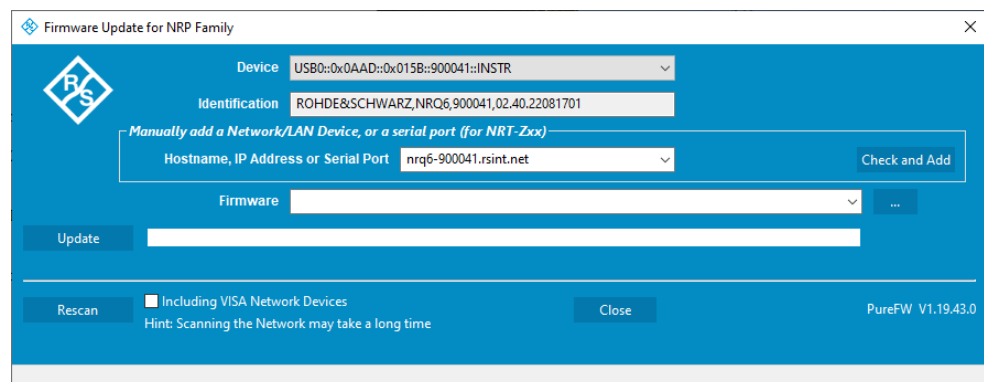 Firmware Update for NRP Family
R&S
Device USB0::0x0AAD::0x015B::900041::INSTR
Identification ROHDE&SCHWARZ,NRQ6,900041,02.40.22081701
Manually add a Network/LAN Device, or a serial port (for NRT-Zxx)
Hostname, IP Address or Serial Port nrq6-900041.rsint.net Check and Add
Firmware ...
Update
Rescan Including VISA Network Devices Close PureFW V1.19.43.0
Hint: Scanning the Network may take a long time